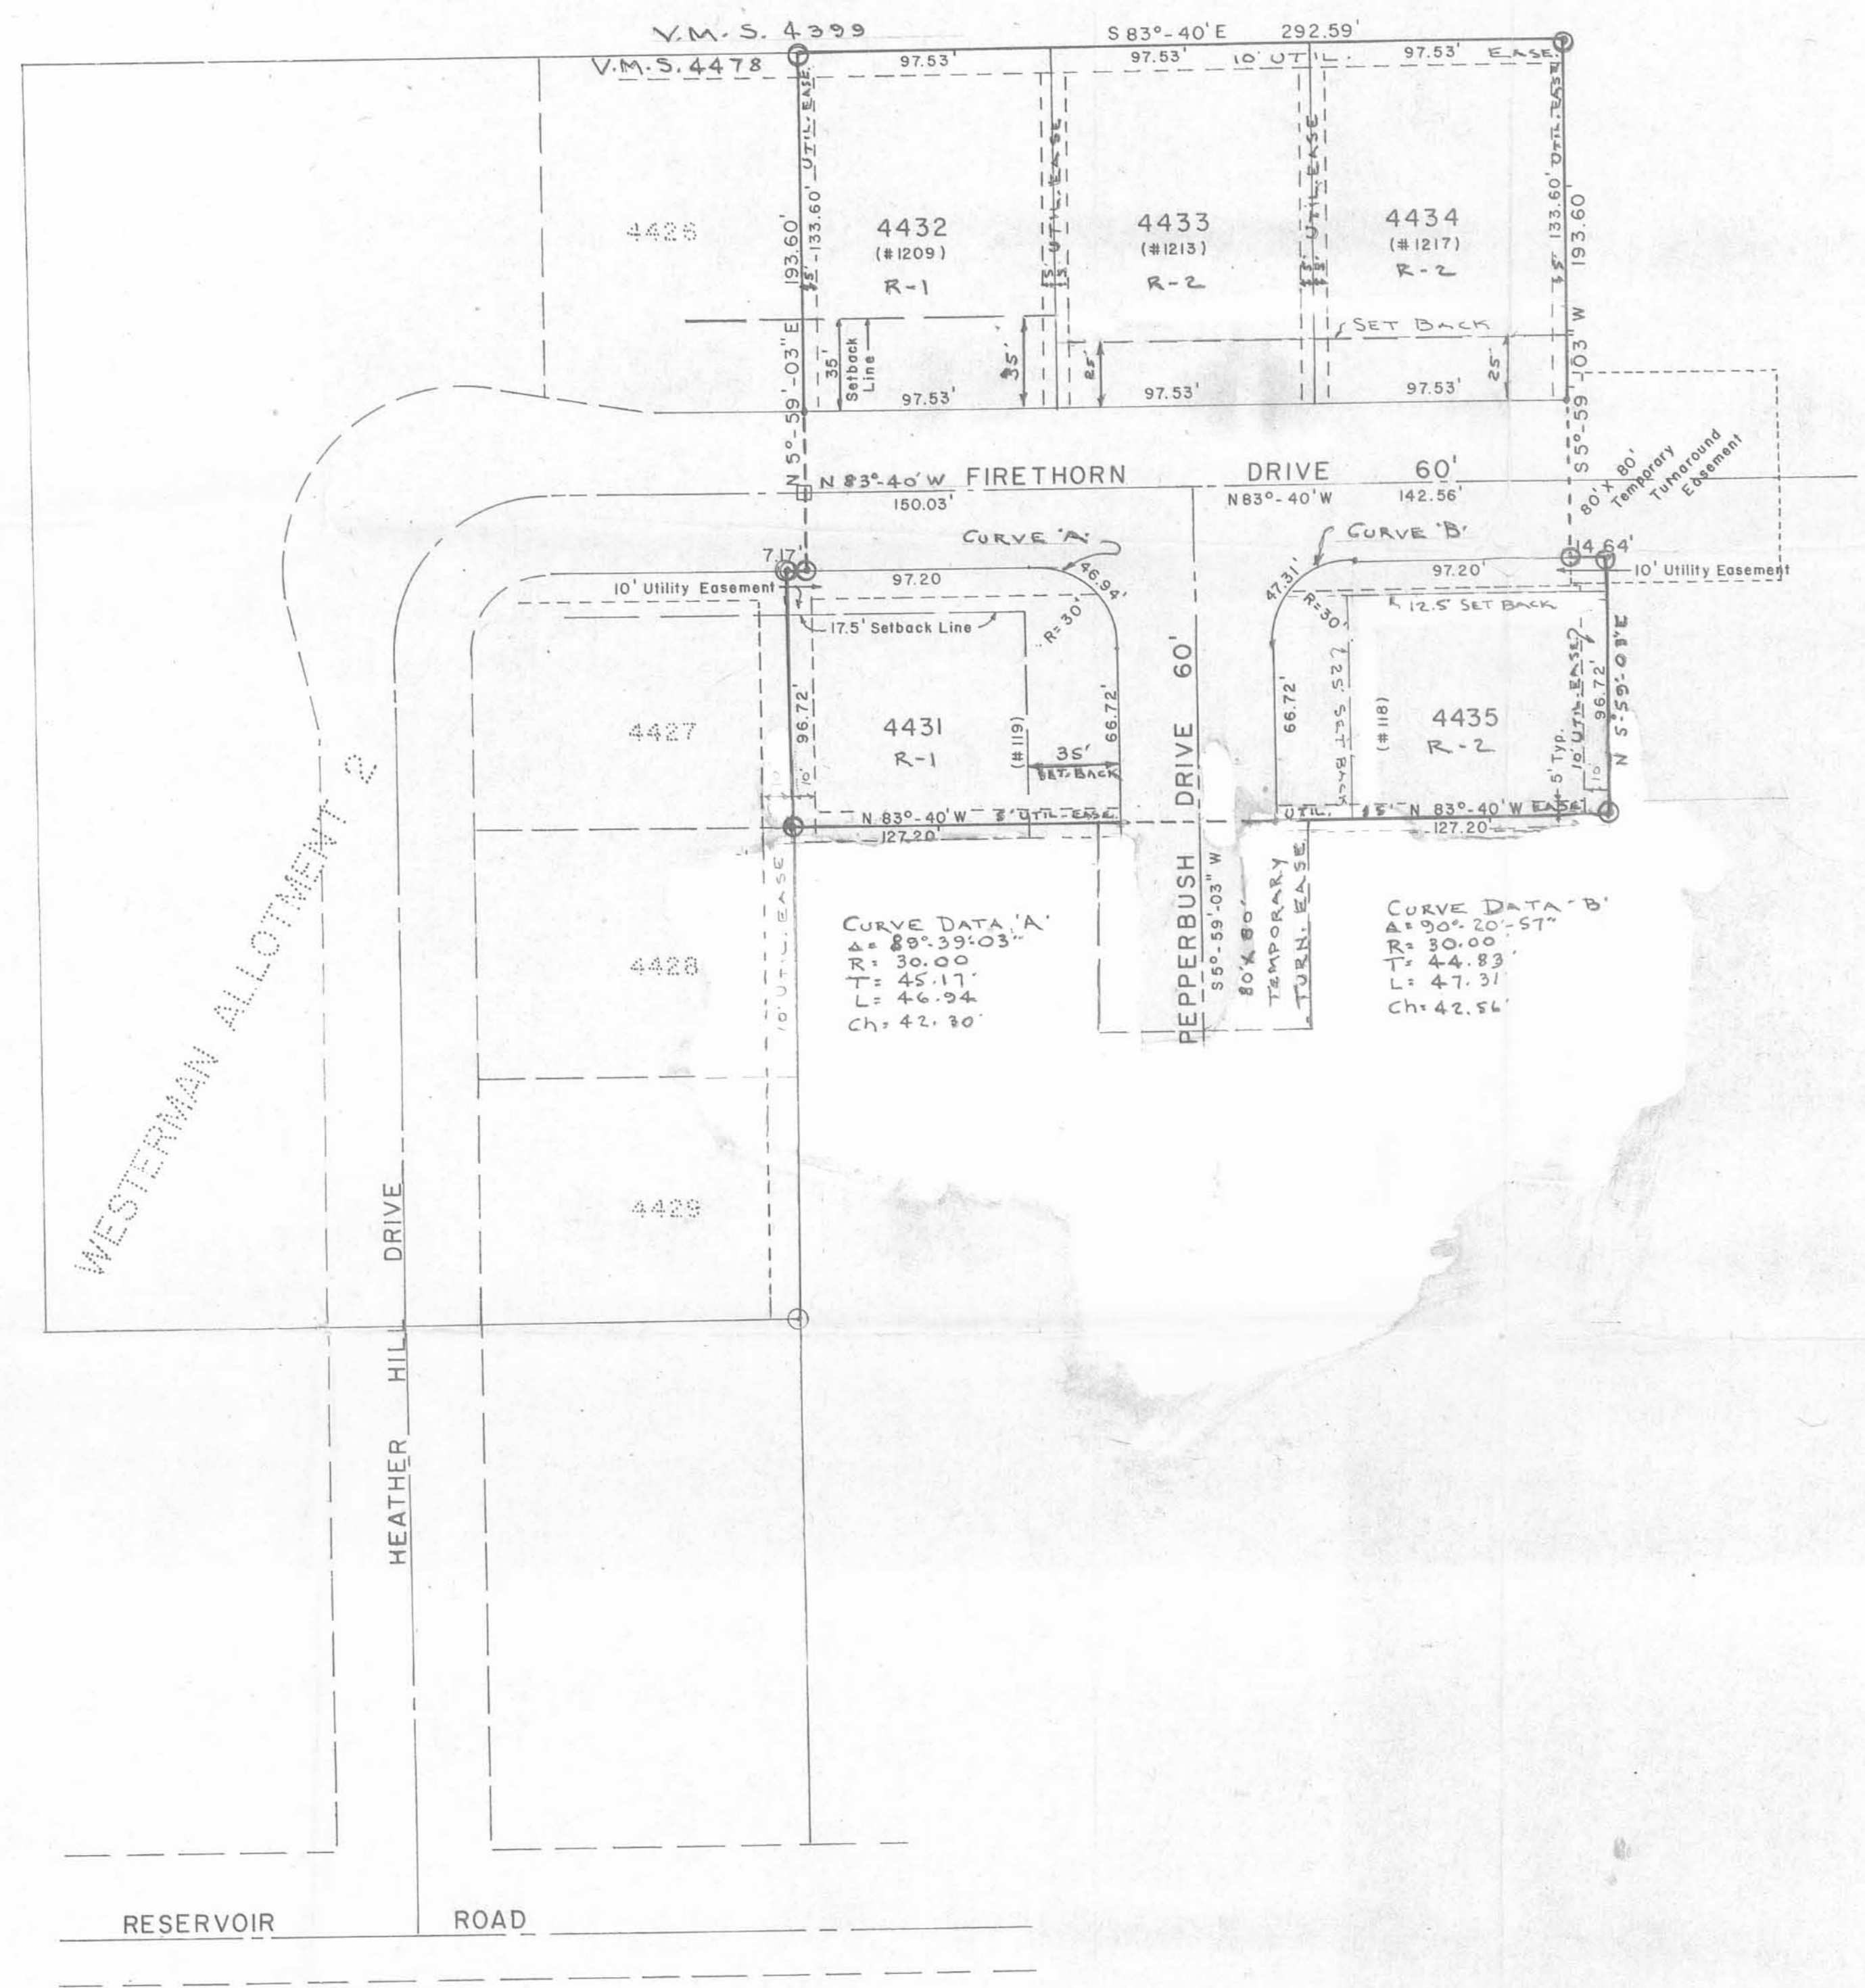 V.M.S. 4399
S 83°-40' E 292.59'
V.M.S. 4478
97.53' 97.53' 10' UTIL. 97.53' EASE.
5' 133.60' UTIL. EASE.
193.60'
N 5°-59'-03" E
4426
4432
(#1209)
R-1
5' UTIL. EASE
5'
4433
(#1213)
R-2
5' UTIL. EASE
5'
4434
(#1217)
R-2
5' 133.60' UTIL. EASE
193.60'
S 5°-59'-03" W
35'
Setback
Line
35'
25'
SET BACK
25'
97.53' 97.53' 97.53'
80' X 80'
Temporary
Turnaround
Easement
N 83°-40' W FIRETHORN DRIVE 60'
150.03' N 83°-40' W 142.56'
CURVE 'A'
CURVE 'B'
7.17'
97.20
46.94'
R=30'
47.31'
R=30'
97.20'
14.64'
10' Utility Easement
10' Utility Easement
17.5' Setback Line
12.5' SET BACK
4427
96.72'
4431
R-1
(#119)
35'
SET BACK
66.72'
PEPPERBUSH DRIVE 60'
66.72'
25' SET BACK
(#118)
4435
R-2
5' Typ.
10' UTIL. EASE
96.72'
N 5°-59'-03" E
10'
10'
10'
N 83°-40' W 5' UTIL. EASE.
127.20'
UTIL. 5' N 83°-40' W EASE.
127.20'
10' UTIL. EASE
S 5°-59'-03" W
80' X 80'
TEMPORARY
TURN. EASE
4428
CURVE DATA 'A'
Δ= 89°-39'-03"
R= 30.00
T= 45.17'
L= 46.94
Ch= 42.30'
CURVE DATA 'B'
Δ= 90°-20'-57"
R= 30.00
T= 44.83'
L= 47.31'
Ch= 42.56'
WESTERMAN ALLOTMENT 2
4429
HEATHER HILL DRIVE
RESERVOIR ROAD